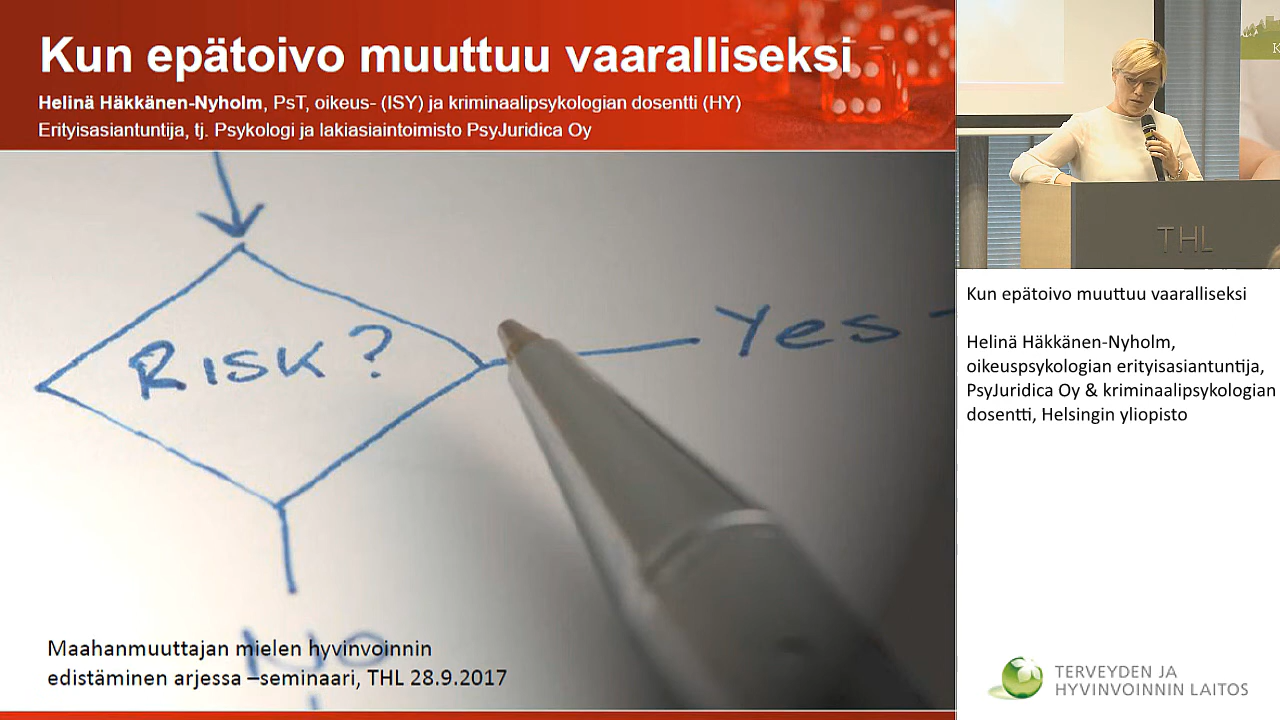 Kun epätoivo muuttuu vaaralliseksi
Helinä Häkkänen-Nyholm, PsT, oikeus- (ISY) ja kriminaalipsykologian dosentti (HY)
Erityisasiantuntija, tj. Psykologi ja lakiasiaintoimisto PsyJuridica Oy
RISK?
Yes
NO
Maahanmuuttajan mielen hyvinvoinnin
edistäminen arjessa –seminaari, THL 28.9.2017
K
THL
Kun epätoivo muuttuu vaaralliseksi
Helinä Häkkänen-Nyholm,
oikeuspsykologian erityisasiantuntija,
PsyJuridica Oy & kriminaalipsykologian
dosentti, Helsingin yliopisto
TERVEYDEN JA
HYVINVOINNIN LAITOS